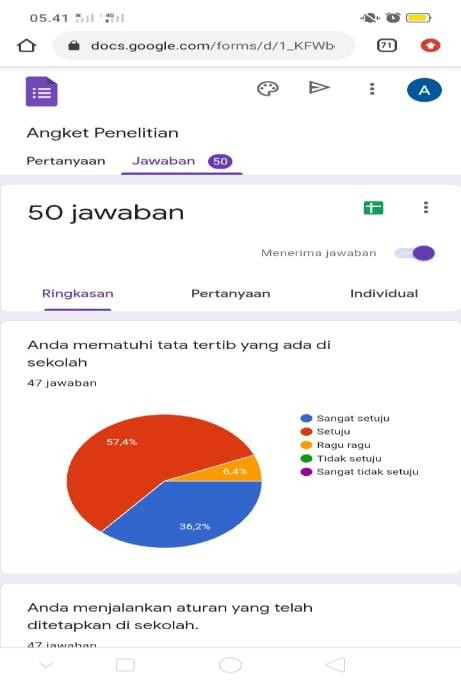 05.41
docs.google.com/forms/d/1_KFWb
71
A
Angket Penelitian
Pertanyaan Jawaban 50
50 jawaban
Menerima jawaban
Ringkasan Pertanyaan Individual
Anda mematuhi tata tertib yang ada di
sekolah
47 jawaban
57,4%
6,4%
36,2%
Sangat setuju
Setuju
Ragu ragu
Tidak setuju
Sangat tidak setuju
Anda menjalankan aturan yang telah
ditetapkan di sekolah.
47 jawaban